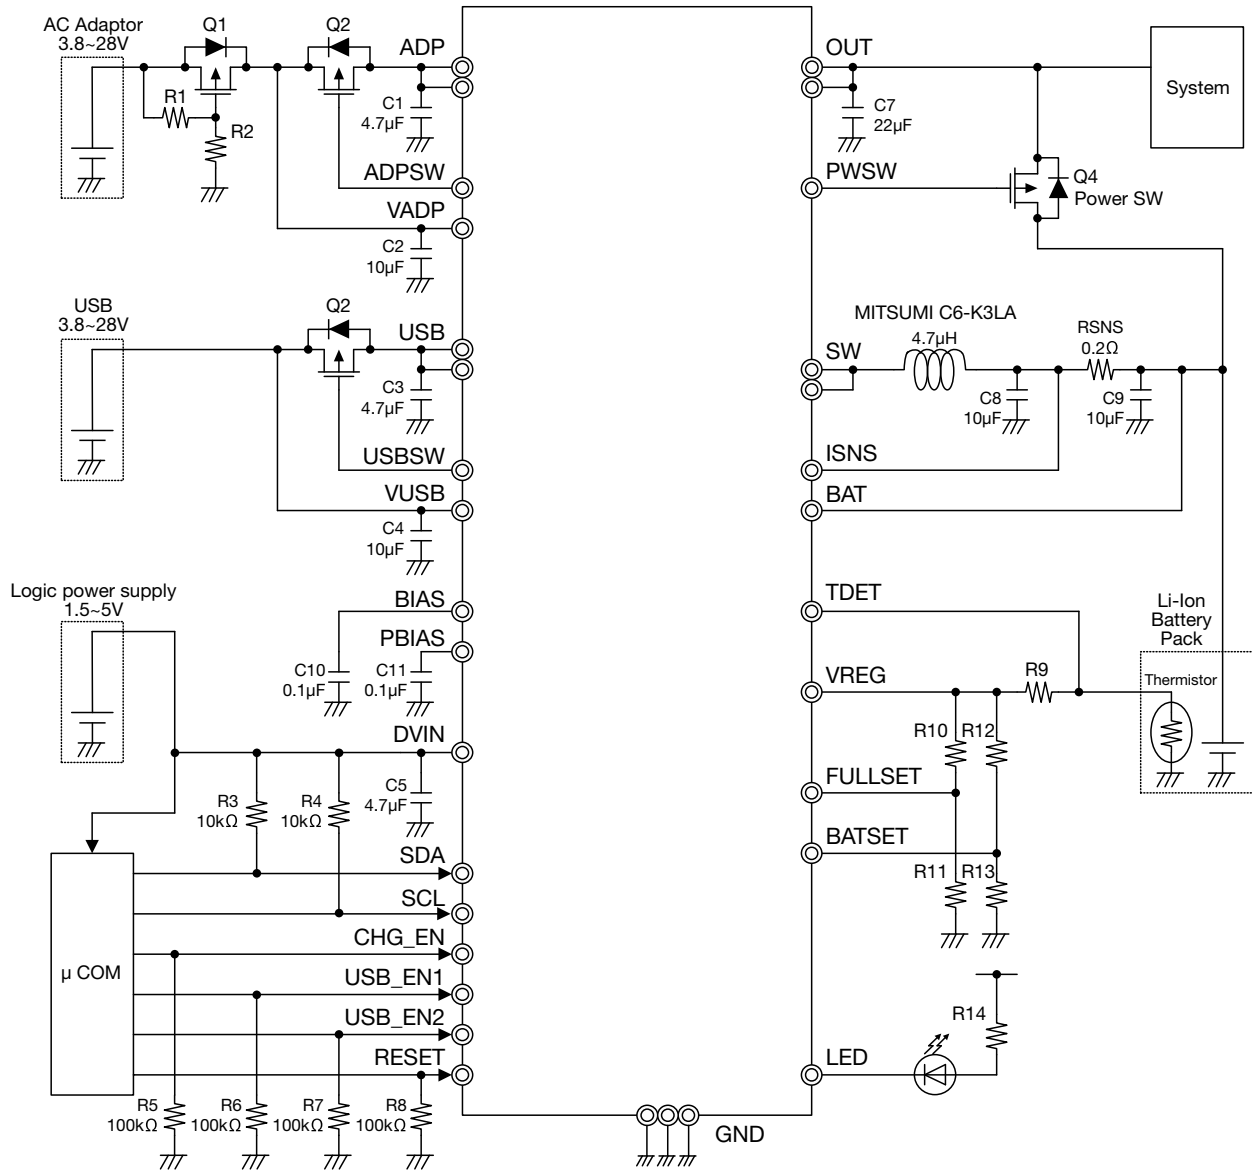 AC Adaptor
3.8~28V
Q1
Q2
ADP
R1
R2
C1
4.7µF
ADPSW
VADP
C2
10µF
USB
3.8~28V
Q2
USB
C3
4.7µF
USBSW
VUSB
C4
10µF
Logic power supply
1.5~5V
BIAS
PBIAS
C10
0.1µF
C11
0.1µF
DVIN
R3
10kΩ
R4
10kΩ
C5
4.7µF
SDA
SCL
CHG_EN
µ COM
USB_EN1
USB_EN2
RESET
R5
100kΩ
R6
100kΩ
R7
100kΩ
R8
100kΩ
OUT
C7
22µF
System
PWSW
Q4
Power SW
MITSUMI C6-K3LA
4.7µH
SW
RSNS
0.2Ω
C8
10µF
C9
10µF
ISNS
BAT
TDET
Li-Ion
Battery
Pack
VREG
R9
Thermistor
R10
R12
FULLSET
BATSET
R11
R13
R14
LED
GND